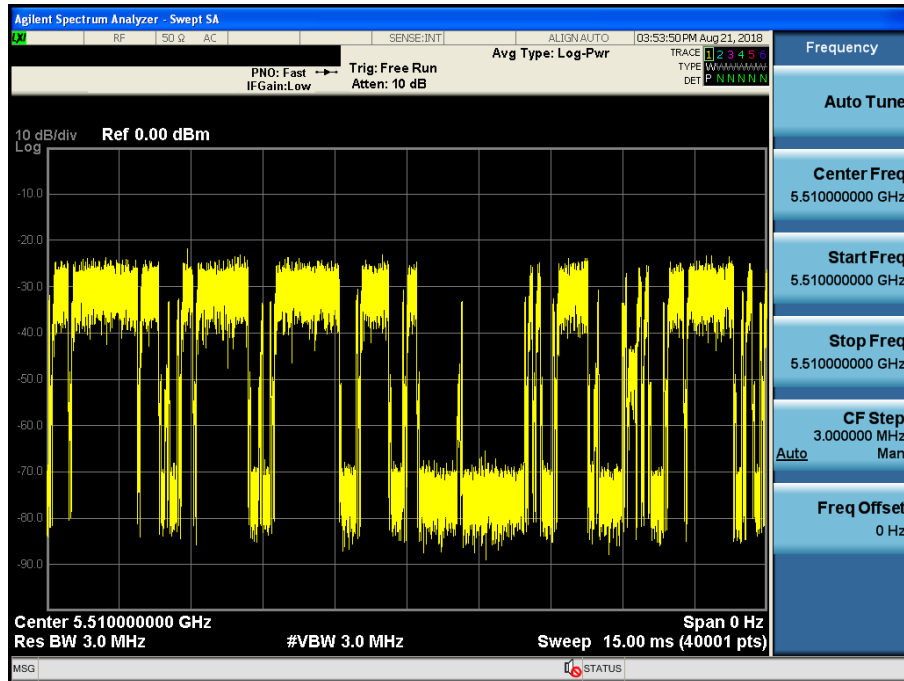 Agilent Spectrum Analyzer - Swept SA
LXI RF 50 Ω AC SENSE:INT ALIGNAUTO 03:53:50 PM Aug 21, 2018
Frequency
Avg Type: Log-Pwr
TRACE 1 2 3 4 5 6
PNO: Fast
Trig: Free Run
TYPE WWWWWW
IFGain:Low
Atten: 10 dB
DET P N N N N N
Auto Tune
10 dB/div Ref 0.00 dBm
Log
-10.0
-20.0
-30.0
-40.0
-50.0
-60.0
-70.0
-80.0
-90.0
Center Freq
5.510000000 GHz
Start Freq
5.510000000 GHz
Stop Freq
5.510000000 GHz
CF Step
3.000000 MHz
Auto Man
Freq Offset
0 Hz
Center 5.510000000 GHz Span 0 Hz
Res BW 3.0 MHz #VBW 3.0 MHz Sweep 15.00 ms (40001 pts)
MSG STATUS